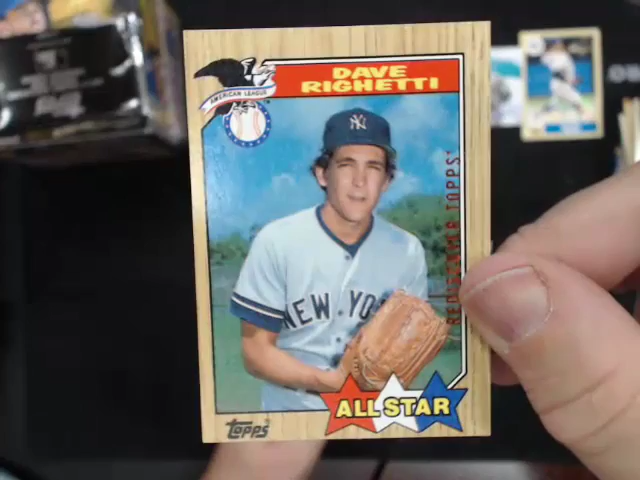 DAVE
RIGHETTI
AMERICAN LEAGUE
NY
NEW YO
ALL STAR
Topps